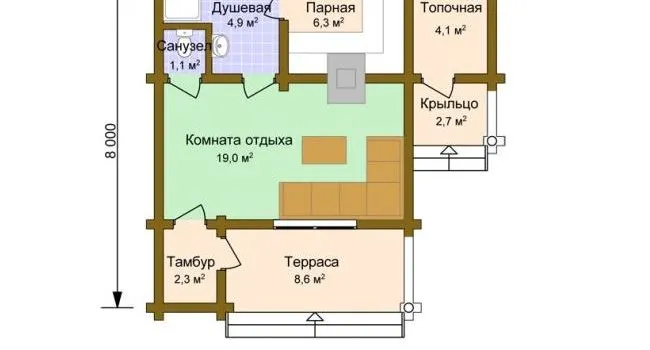 Душевая
4,9 м²
Парная
6,3 м²
Топочная
4,1 м²
Санузел
1,1 м²
Крыльцо
2,7 м²
Комната отдыха
19,0 м²
8 000
Тамбур
2,3 м²
Терраса
8,6 м²